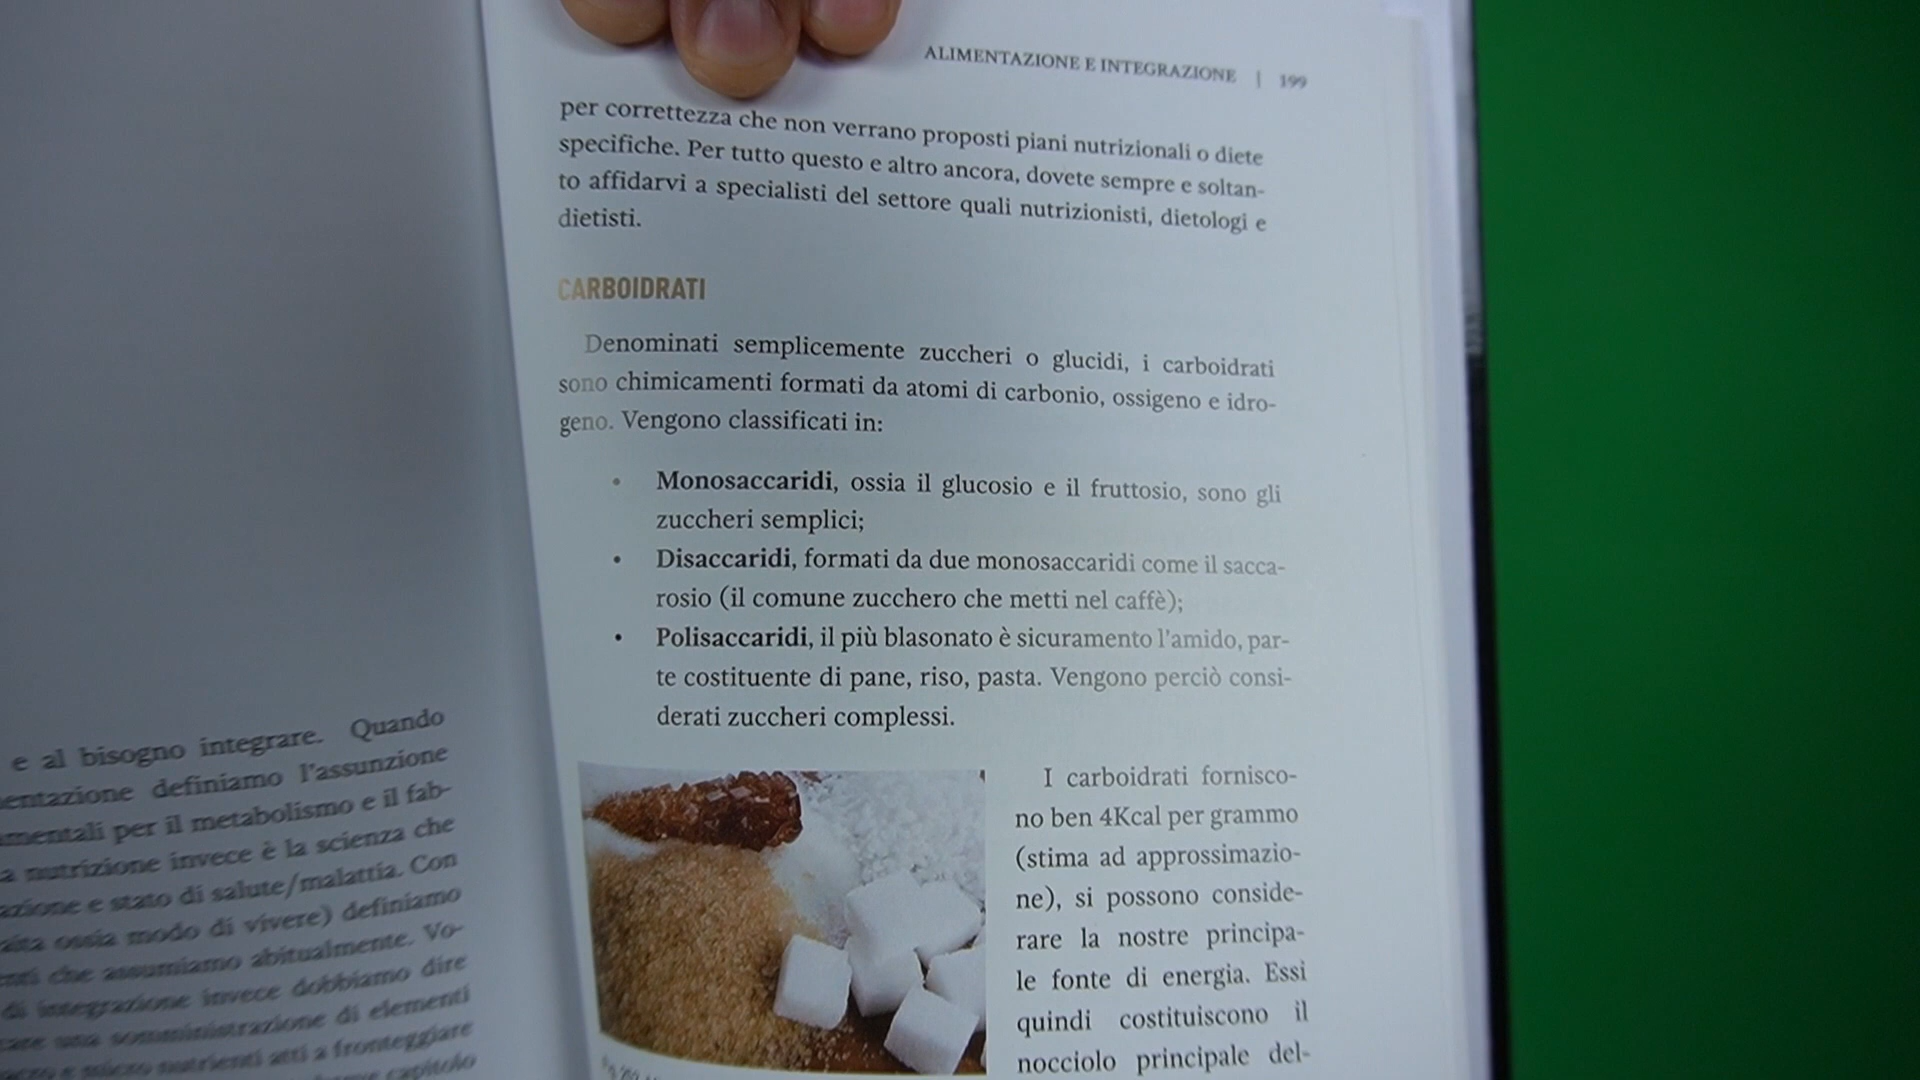 e al bisogno integrare. Quando
definiamo l'assunzione
per il metabolismo e il fab-
nutrizione invece è la scienza che
e stato di salute/malattia. Con
ossia modo di vivere) definiamo
che assumiamo abitualmente. Vo-
di integrazione invece dobbiamo dire
una somministrazione di elementi
nutrienti atti a fronteggiare
capitolo
ALIMENTAZIONE E INTEGRAZIONE | 199
per correttezza che non verrano proposti piani nutrizionali o diete
specifiche. Per tutto questo e altro ancora, dovete sempre e soltan-
to affidarvi a specialisti del settore quali nutrizionisti, dietologi e
dietisti.
CARBOIDRATI
Denominati semplicemente zuccheri o glucidi, i carboidrati
sono chimicamenti formati da atomi di carbonio, ossigeno e idro-
geno. Vengono classificati in:
• Monosaccaridi, ossia il glucosio e il fruttosio, sono gli
zuccheri semplici;
• Disaccaridi, formati da due monosaccaridi come il sacca-
rosio (il comune zucchero che metti nel caffè);
• Polisaccaridi, il più blasonato è sicuramento l'amido, par-
te costituente di pane, riso, pasta. Vengono perciò consi-
derati zuccheri complessi.
I carboidrati fornisco-
no ben 4Kcal per grammo
(stima ad approssimazio-
ne), si possono conside-
rare la nostre principa-
le fonte di energia. Essi
quindi costituiscono il
nocciolo principale del-